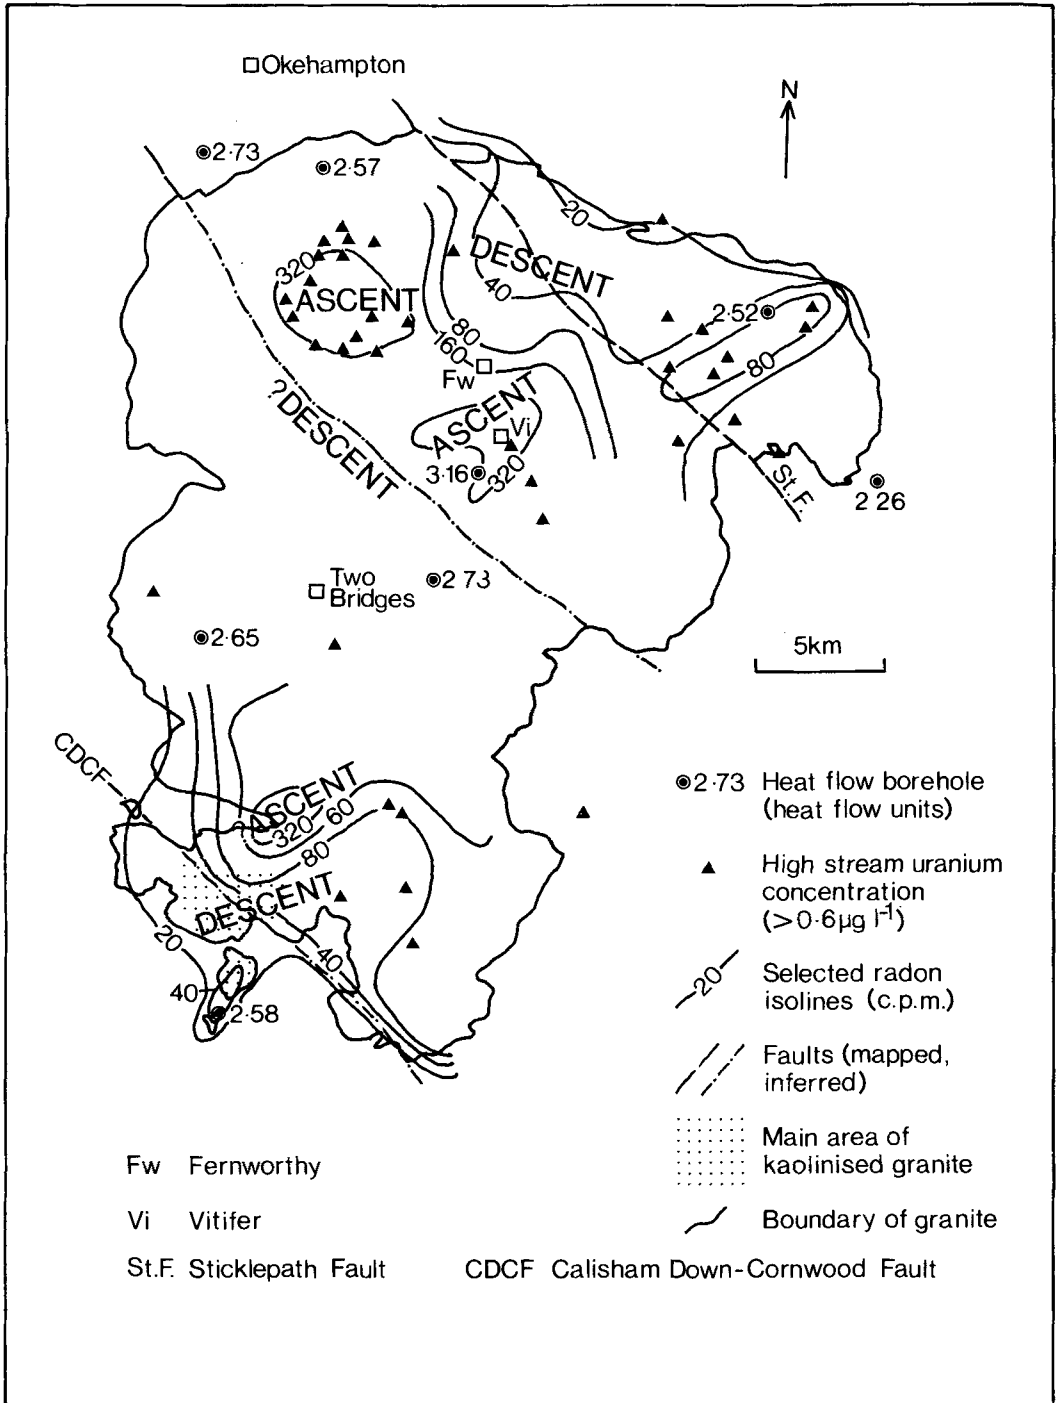 Okehampton
N
2·73
2·57
20
320
ASCENT
DESCENT
40
80
160
2·52
80
Fw
?DESCENT
ASCENT
Vi
3·16
320
St.F.
2 26
Two
Bridges
2 73
2·65
5km
CDCF
?ASCENT
320
60
80
DESCENT
20
40
40
2·58
2·73 Heat flow borehole
(heat flow units)
High stream uranium
concentration
(>0·6µg l⁻¹)
20 Selected radon
isolines (c.p.m.)
Faults (mapped,
inferred)
Main area of
kaolinised granite
Boundary of granite
Fw Fernworthy
Vi Vitifer
St.F. Sticklepath Fault
CDCF Calisham Down-Cornwood Fault